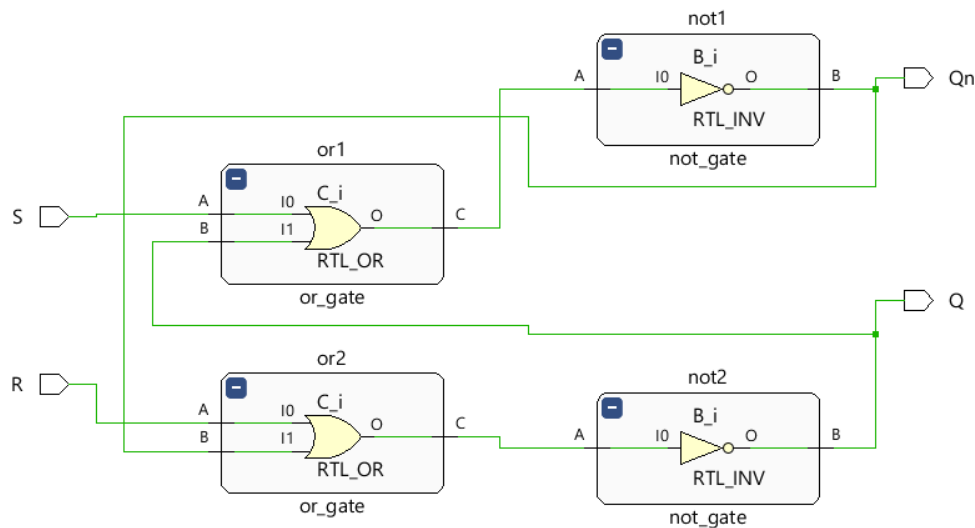 not1
B_i
A I0 O B
Qn
RTL_INV
not_gate
or1
C_i
S
A I0 O C
B I1
RTL_OR
or_gate
Q
or2
R
C_i
A I0 O C
B I1
RTL_OR
or_gate
not2
B_i
A I0 O B
RTL_INV
not_gate